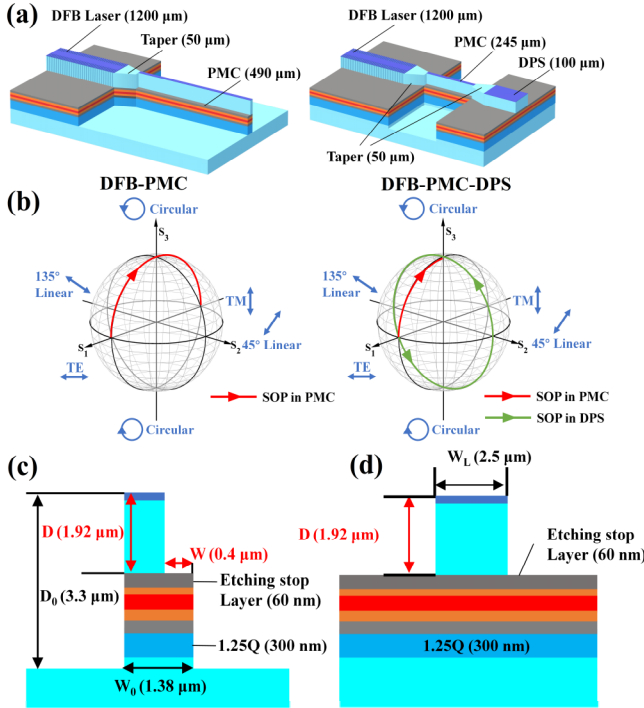 (a)
DFB Laser (1200 μm)
Taper (50 μm)
PMC (490 μm)
DFB-PMC
DFB Laser (1200 μm)
PMC (245 μm)
DPS (100 μm)
Taper (50 μm)
DFB-PMC-DPS
(b)
Circular
S3
135°
Linear
TM
S1
S2
45° Linear
TE
SOP in PMC
Circular
Circular
S3
135°
Linear
TM
S1
S2
45° Linear
TE
SOP in PMC
SOP in DPS
Circular
(c)
D (1.92 μm)
W (0.4 μm)
D0 (3.3 μm)
Etching stop
Layer (60 nm)
1.25Q (300 nm)
W0 (1.38 μm)
(d)
WL (2.5 μm)
D (1.92 μm)
Etching stop
Layer (60 nm)
1.25Q (300 nm)